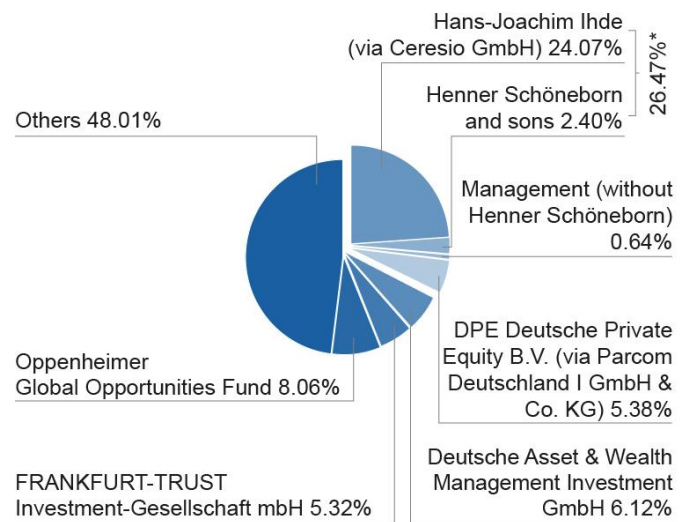 Hans-Joachim Ihde
(via Ceresio GmbH) 24.07%
26.47%*
Henner Schöneborn
and sons 2.40%
Others 48.01%
Management (without
Henner Schöneborn)
0.64%
DPE Deutsche Private
Equity B.V. (via Parcom
Deutschland I GmbH &
Co. KG) 5.38%
Oppenheimer
Global Opportunities Fund 8.06%
Deutsche Asset & Wealth
Management Investment
GmbH 6.12%
FRANKFURT-TRUST
Investment-Gesellschaft mbH 5.32%